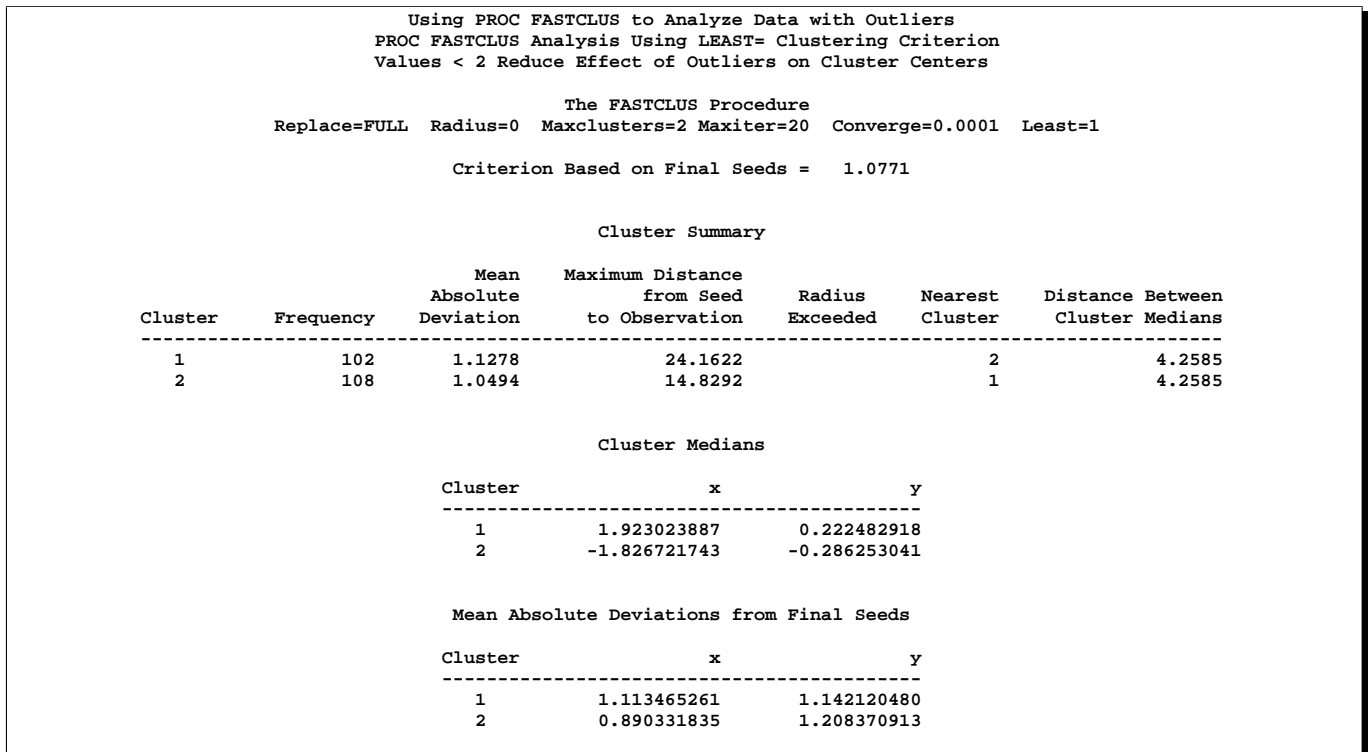 Using PROC FASTCLUS to Analyze Data with Outliers
PROC FASTCLUS Analysis Using LEAST= Clustering Criterion
Values < 2 Reduce Effect of Outliers on Cluster Centers
The FASTCLUS Procedure
Replace=FULL Radius=0 Maxclusters=2 Maxiter=20 Converge=0.0001 Least=1
Criterion Based on Final Seeds = 1.0771
Cluster Summary
Mean Maximum Distance
Absolute from Seed Radius Nearest Distance Between
Cluster Frequency Deviation to Observation Exceeded Cluster Cluster Medians
-----------------------------------------------------------------------------------------------------
1 102 1.1278 24.1622 2 4.2585
2 108 1.0494 14.8292 1 4.2585
Cluster Medians
Cluster x y
-------------------------------------------
1 1.923023887 0.222482918
2 -1.826721743 -0.286253041
Mean Absolute Deviations from Final Seeds
Cluster x y
-------------------------------------------
1 1.113465261 1.142120480
2 0.890331835 1.208370913